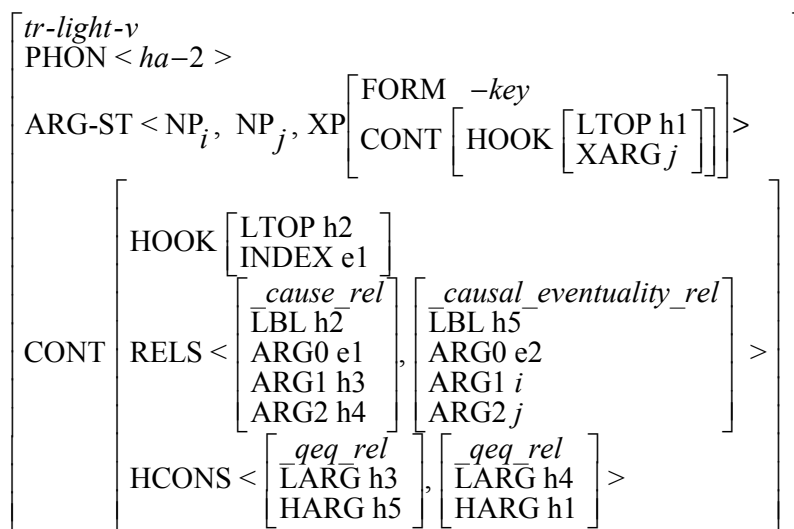 tr-light-v
PHON < ha−2 >
FORM −key
ARG-ST < NPi, NPj, XP CONT HOOK LTOP h1 >
XARG j
HOOK LTOP h2
INDEX e1
_cause_rel _causal_eventuality_rel
LBL h2 LBL h5
CONT RELS < ARG0 e1 , ARG0 e2 >
ARG1 h3 ARG1 i
ARG2 h4 ARG2 j
_qeq_rel _qeq_rel
HCONS < LARG h3 , LARG h4 >
HARG h5 HARG h1